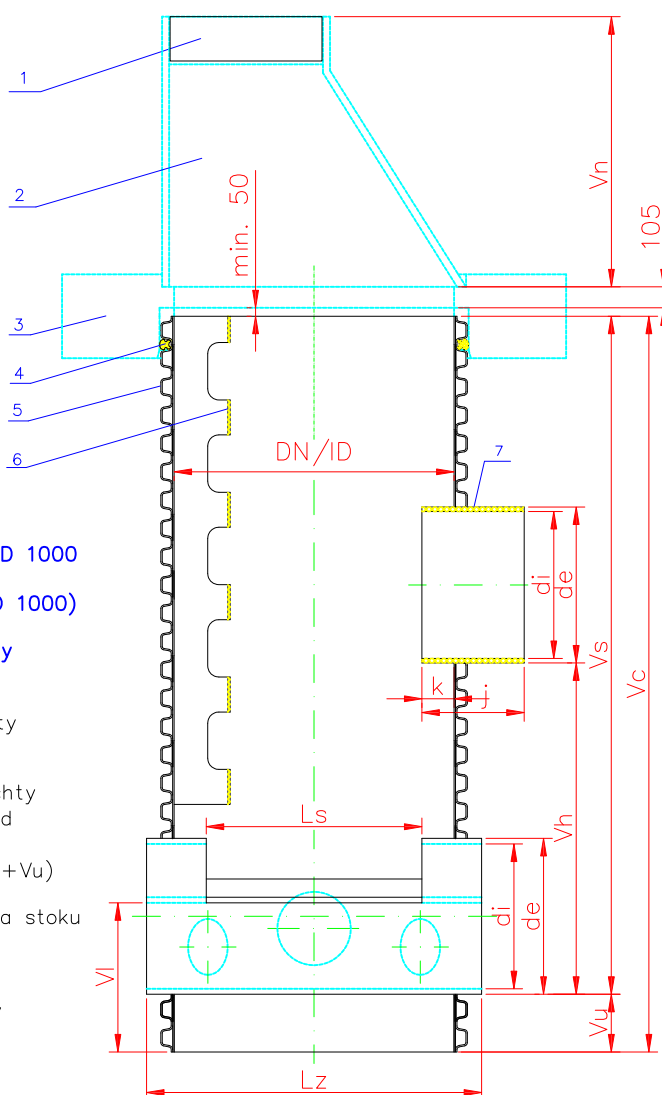 1
2
3
4
5
6
7
min. 50
Vn
105
DN/ID
di
de
Vs
Vc
k
j
Vh
D 1000
1000)
y
ty
chty
d
+Vu)
a stoku
Ls
di
de
Vl
Vu
Lz